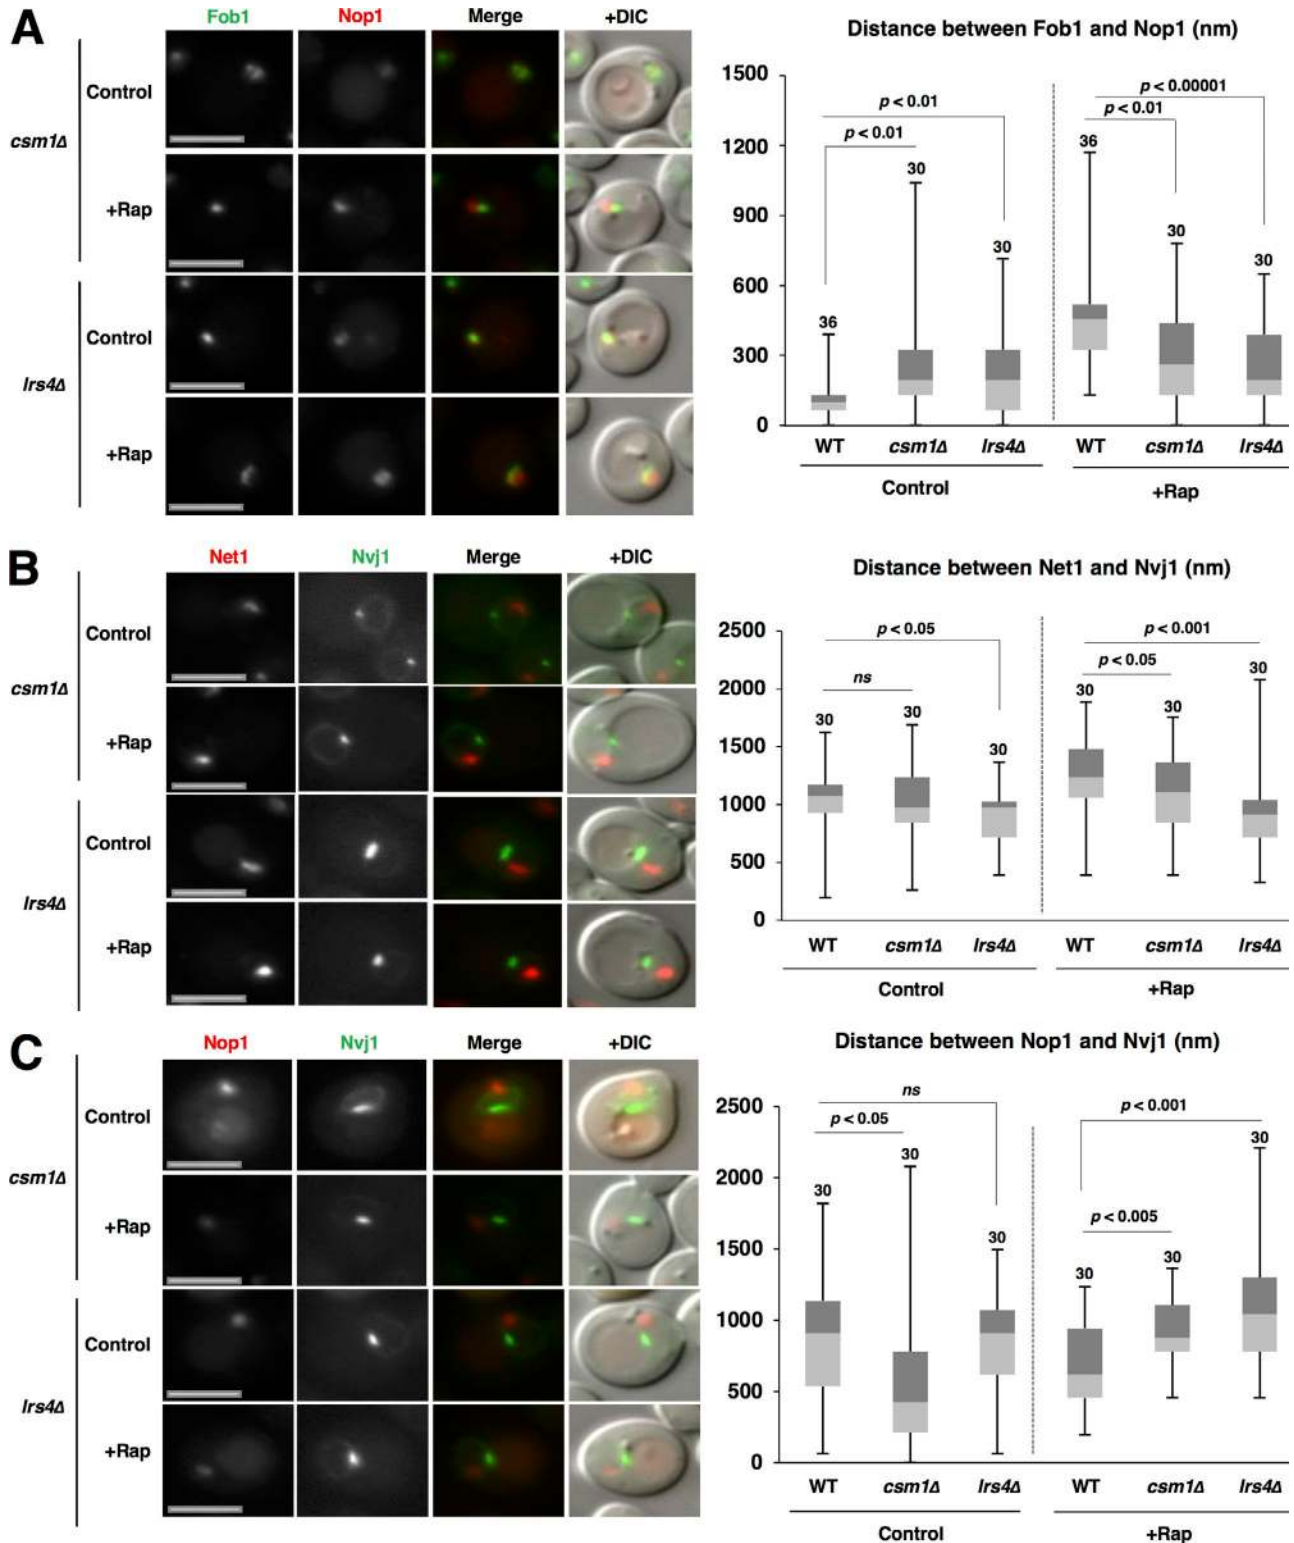 A
Fob1 Nop1 Merge +DIC
csm1Δ
Control
+Rap
lrs4Δ
Control
+Rap
Distance between Fob1 and Nop1 (nm)
1500
1200
900
600
300
0
p < 0.01
p < 0.01
p < 0.00001
p < 0.01
36 30 30 36 30 30
WT csm1Δ lrs4Δ WT csm1Δ lrs4Δ
Control +Rap
B
Net1 Nvj1 Merge +DIC
csm1Δ
Control
+Rap
lrs4Δ
Control
+Rap
Distance between Net1 and Nvj1 (nm)
2500
2000
1500
1000
500
0
p < 0.05
ns
p < 0.001
p < 0.05
30 30 30 30 30 30
WT csm1Δ lrs4Δ WT csm1Δ lrs4Δ
Control +Rap
C
Nop1 Nvj1 Merge +DIC
csm1Δ
Control
+Rap
lrs4Δ
Control
+Rap
Distance between Nop1 and Nvj1 (nm)
2500
2000
1500
1000
500
0
ns
p < 0.05
p < 0.001
p < 0.005
30 30 30 30 30 30
WT csm1Δ lrs4Δ WT csm1Δ lrs4Δ
Control +Rap